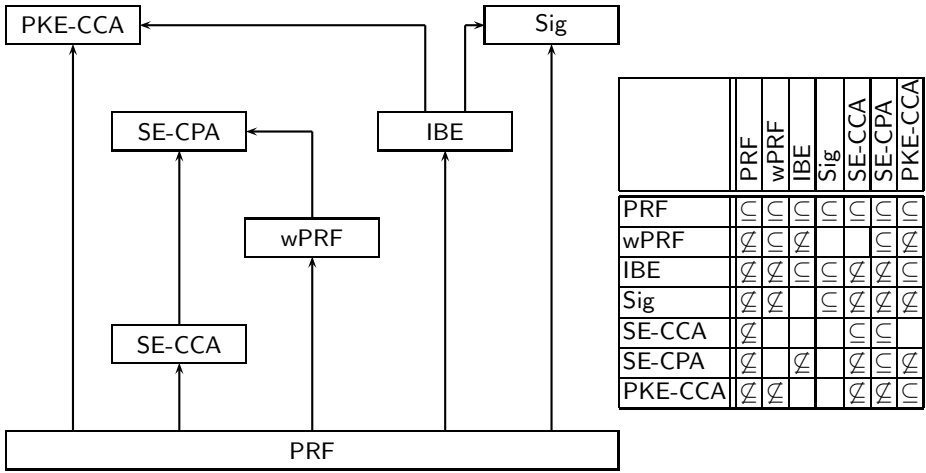 PKE-CCA
Sig
SE-CPA
IBE
wPRF
SE-CCA
PRF
PRF wPRF IBE Sig SE-CCA SE-CPA PKE-CCA
PRF ⊆ ⊆ ⊆ ⊆ ⊆ ⊆ ⊆
wPRF ⊈ ⊆ ⊈ ⊆ ⊈
IBE ⊈ ⊈ ⊆ ⊆ ⊈ ⊈ ⊆
Sig ⊈ ⊈ ⊆ ⊈ ⊈ ⊈
SE-CCA ⊈ ⊆ ⊆
SE-CPA ⊈ ⊈ ⊈ ⊆ ⊈
PKE-CCA ⊈ ⊈ ⊈ ⊈ ⊆